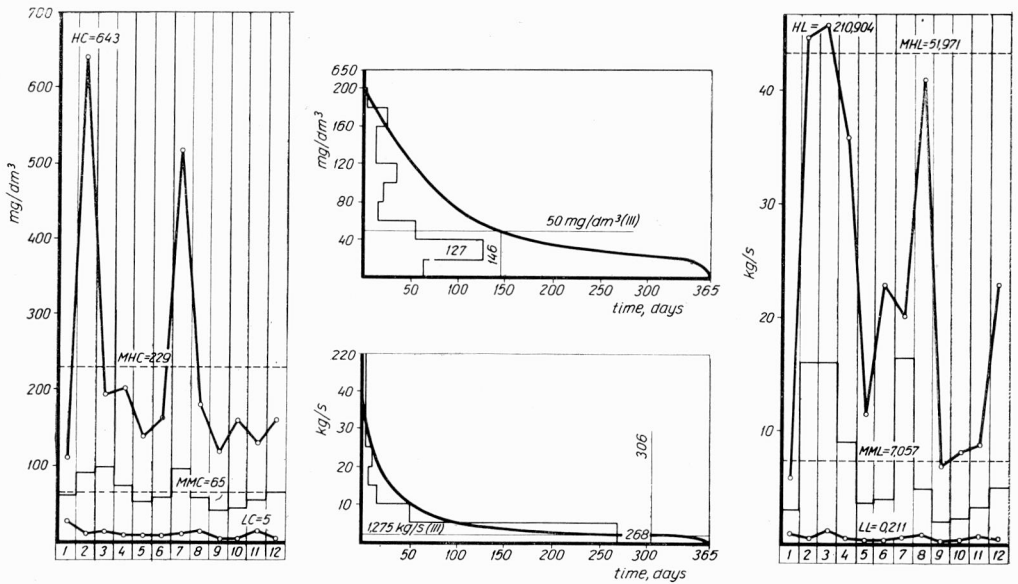 700
600
500
400
300
200
100
mg/dm³
HC=643
MHC=229
MMC=65
LC=5
1 2 3 4 5 6 7 8 9 10 11 12
650
200
160
120
80
40
mg/dm³
50 mg/dm³(III)
127
146
50 100 150 200 250 300 365
time, days
220
40
30
20
10
kg/s
306
1.275 kg/s (III)
268
50 100 150 200 250 300 365
time, days
40
30
20
10
kg/s
HL= 210,904
MHL=51,971
MML=7,057
LL=0,211
1 2 3 4 5 6 7 8 9 10 11 12